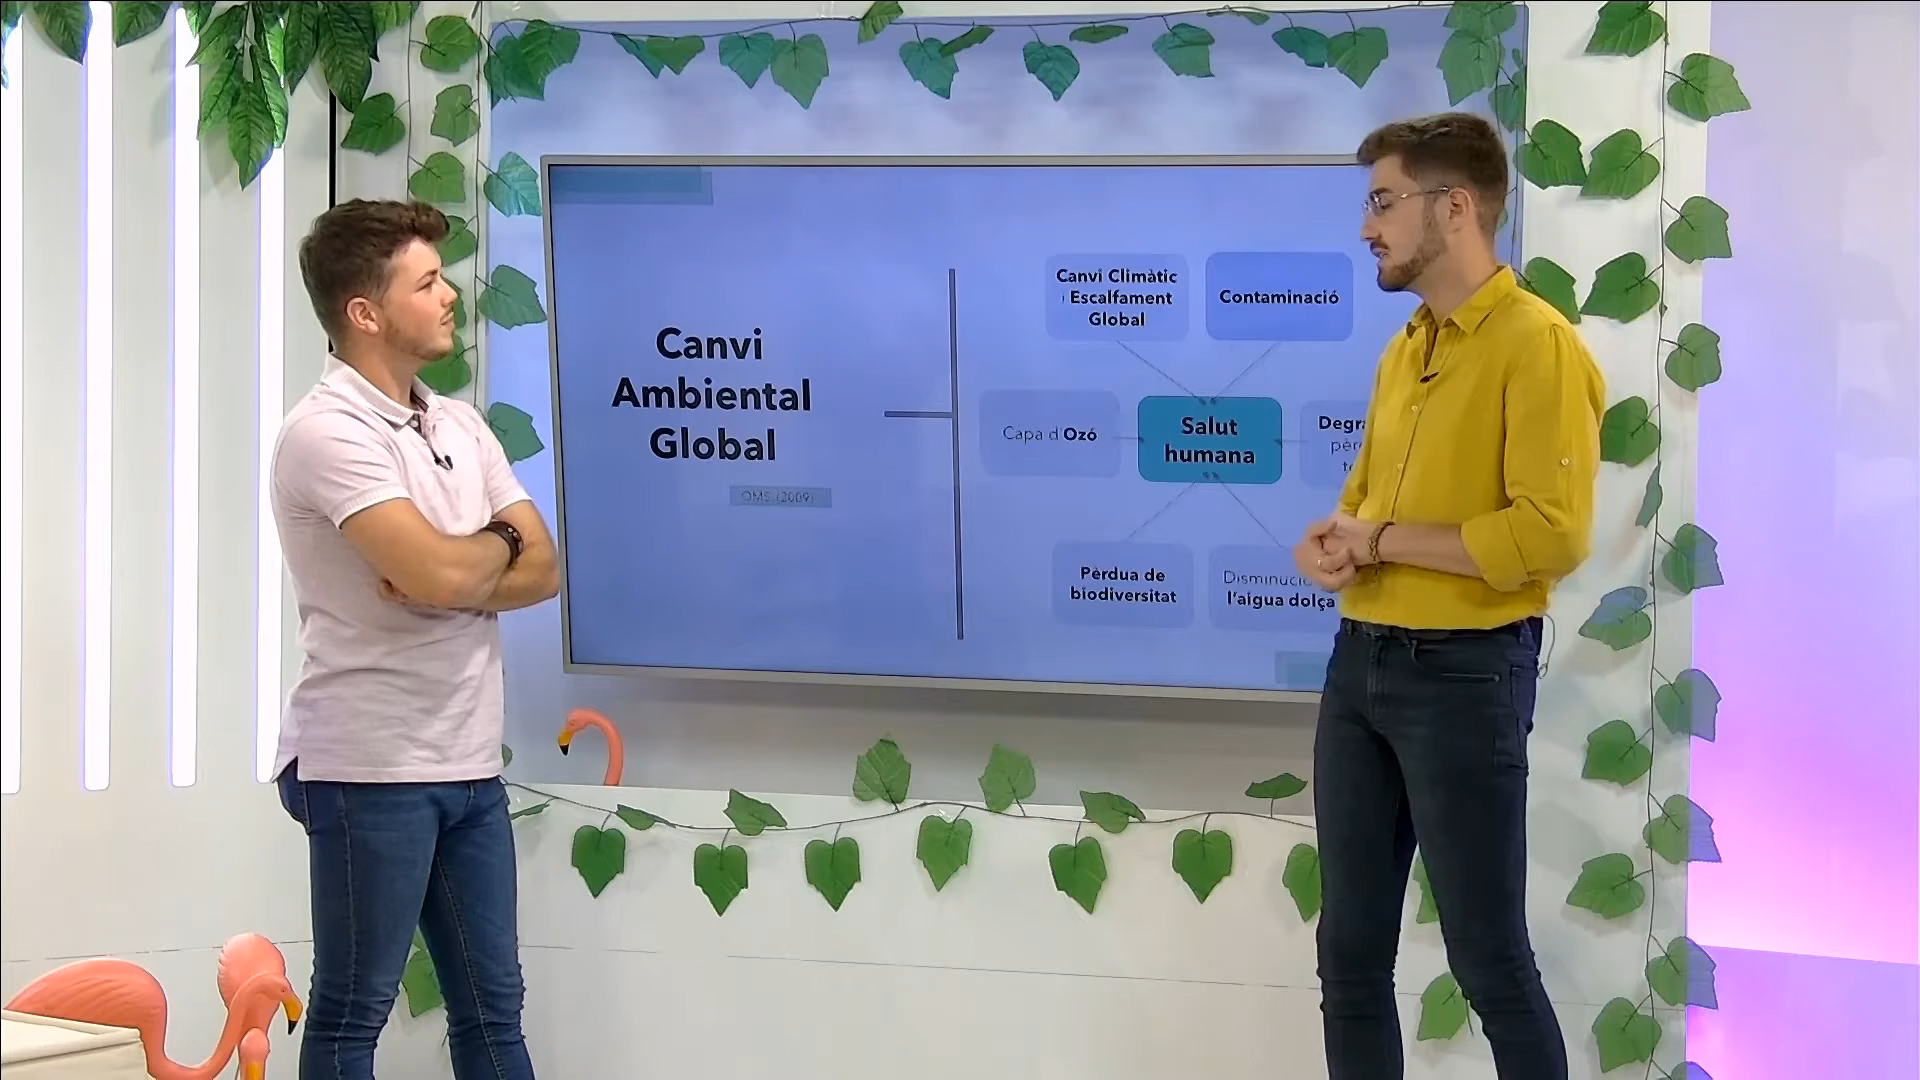 Canvi
Ambiental
Global
OMS (2009)
Canvi Climàtic
i Escalfament
Global
Contaminació
Capa d'Ozó
Salut
humana
Pèrdua de
biodiversitat
l'aigua dolça